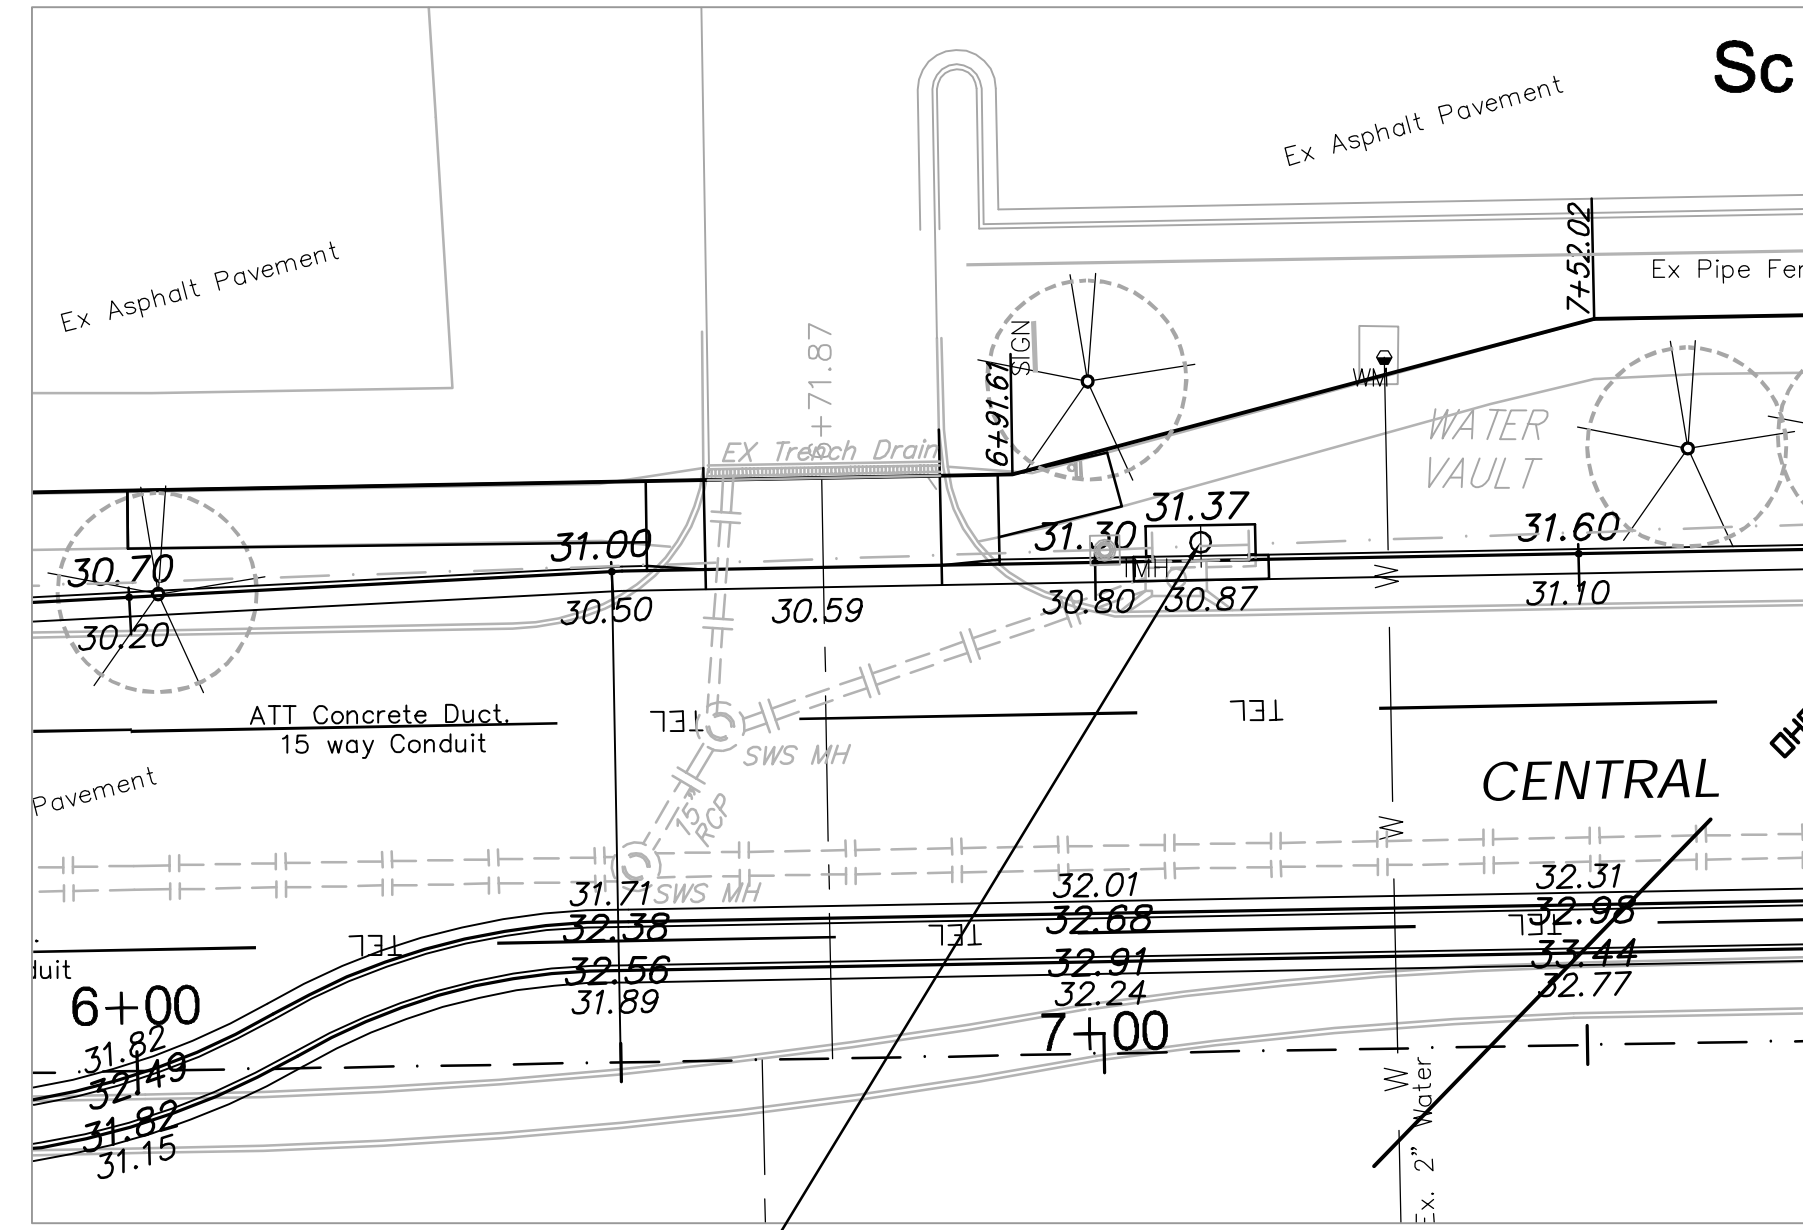 Sc
Ex Asphalt Pavement
Ex Asphalt Pavement
7+52.02
Ex Pipe Fen
SIGN
6+71.87
6+91.61
WM
EX Trench Drain
WATER
VAULT
31.37
31.30
31.60
31.00
30.70
MH
30.20
30.50
30.59
30.80
30.87
31.10
W
ATT Concrete Duct.
15 way Conduit
TEL
TEL
SWS MH
CENTRAL
Pavement
15"
RCP
W
SWS MH
31.71
32.38
32.56
31.89
32.01
32.68
32.91
32.24
32.31
32.98
33.44
32.77
TEL
TEL
TEL
duit
6+00
7+00
31.82
32.49
31.82
31.15
W
Ex. 2" Water